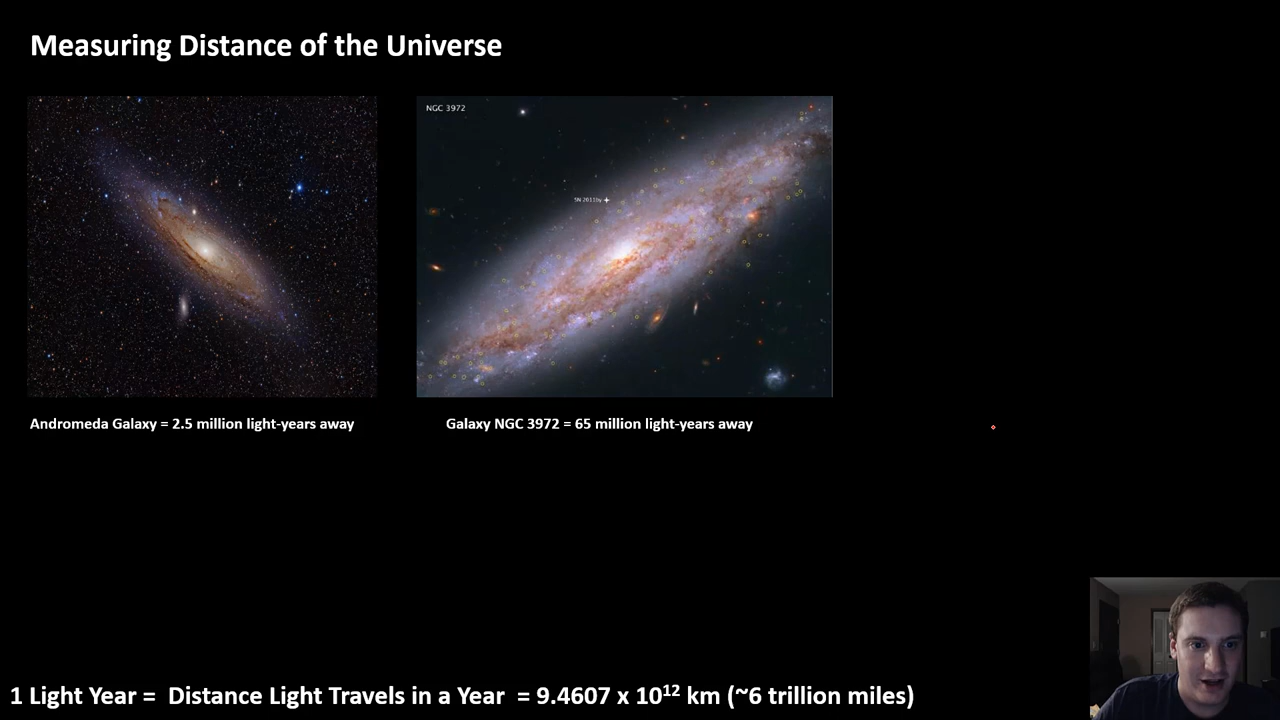 Measuring Distance of the Universe
NGC 3972
SN 2011by
Andromeda Galaxy = 2.5 million light-years away
Galaxy NGC 3972 = 65 million light-years away
1 Light Year = Distance Light Travels in a Year = 9.4607 x 10¹² km (~6 trillion miles)